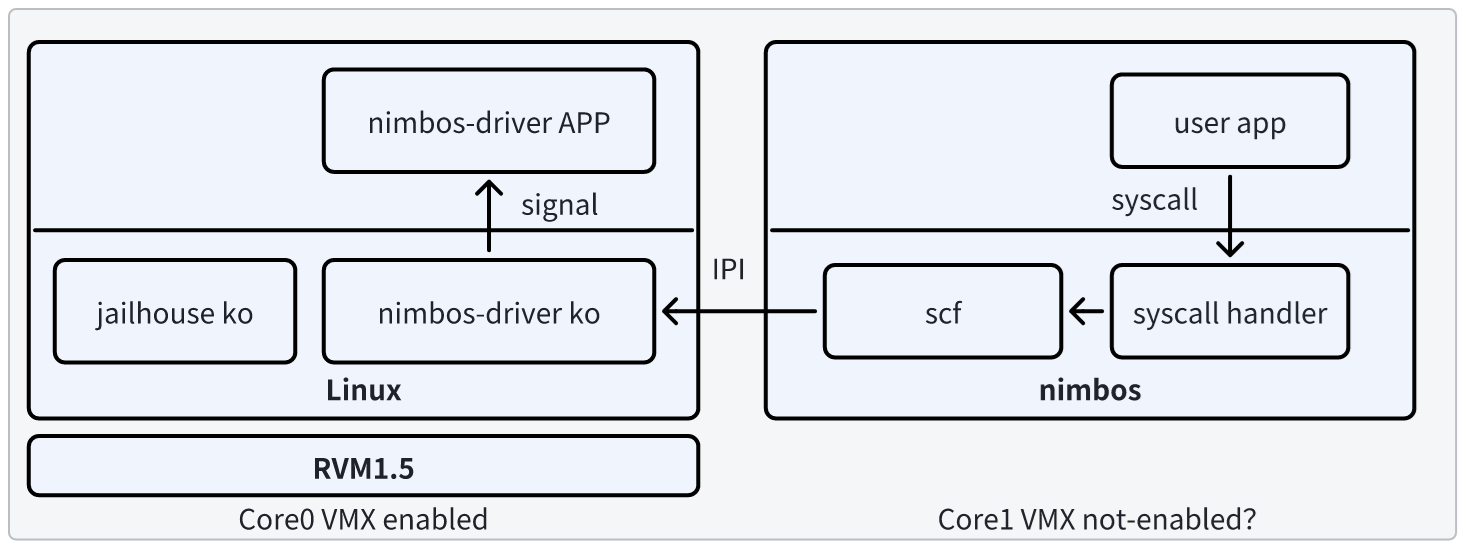 nimbos-driver APP
user app
signal
syscall
IPI
jailhouse ko
nimbos-driver ko
scf
syscall handler
Linux
nimbos
RVM1.5
Core0 VMX enabled
Core1 VMX not-enabled?